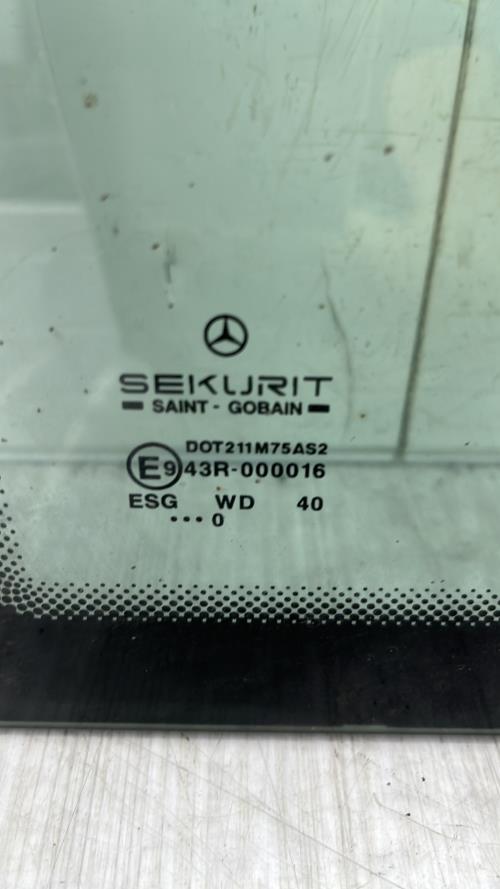 SEKURIT
SAINT - GOBAIN
DOT211M75AS2
E9 43R-000016
ESG WD 40
••• 0